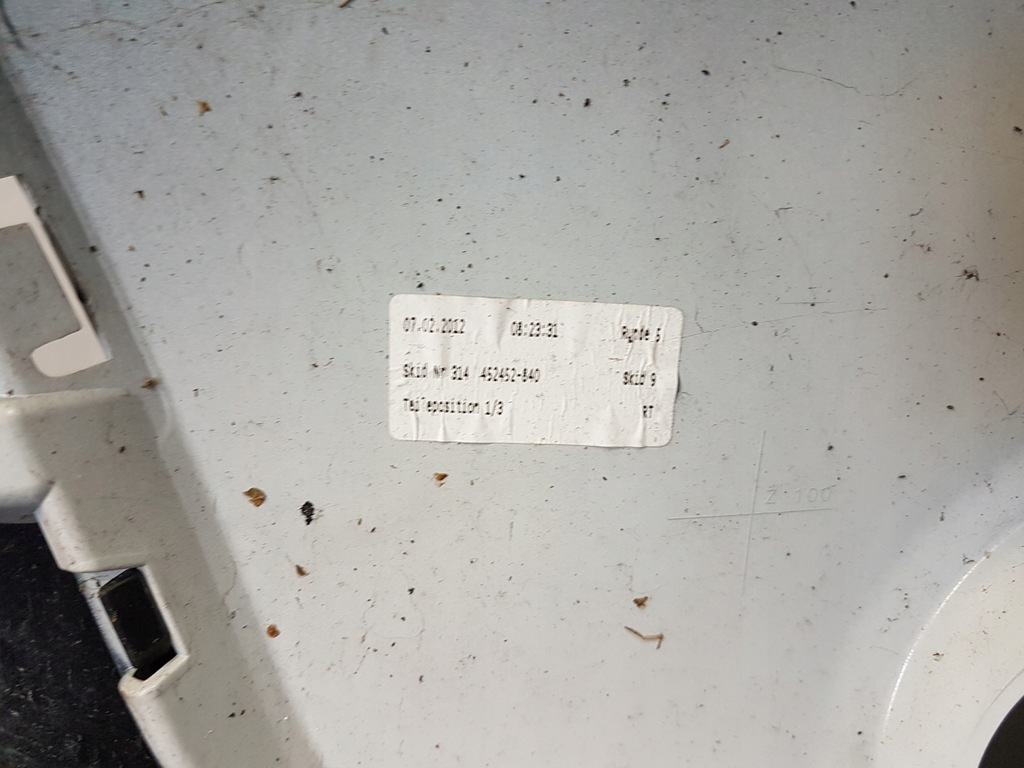 07.02.2012 08:23:31 Runde 5
Skid Nr 314 452452-840 Skid 9
Teileposition 1/3 RT
Z-100